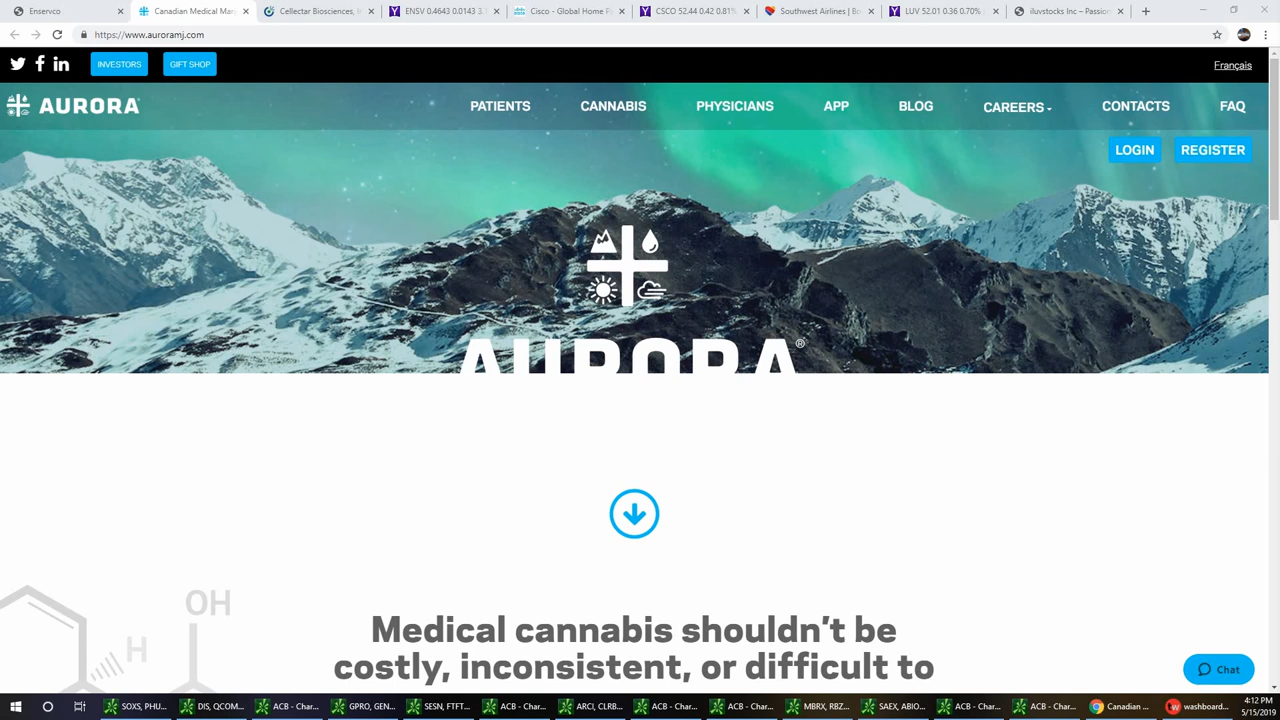 Enservco
Canadian Medical Mari
Cellectar Biosciences, I
ENSV 0.4643 0.0143 3.
Cisco - Global Home P
CSCO 52.44 0.42 0.81%
Southwest Airlines | Bo
LUV 52.01 0.36 0.70%
iluvstocks Inc – Passion
https://www.auroramj.com
INVESTORS
GIFT SHOP
Français
AURORA
PATIENTS
CANNABIS
PHYSICIANS
APP
BLOG
CAREERS
CONTACTS
FAQ
LOGIN
REGISTER
AURORA®
OH
H
Medical cannabis shouldn't be
costly, inconsistent, or difficult to
Chat
SOXS, PHU...
DIS, QCOM...
ACB - Char...
GPRO, GEN...
SESN, FTFT...
ACB - Char...
ARCI, CLRB...
ACB - Char...
MBRX, RBZ...
SAEX, ABIO...
ACB - Char...
ACB - Char...
Canadian ...
washboard...
4:12 PM
5/15/2019